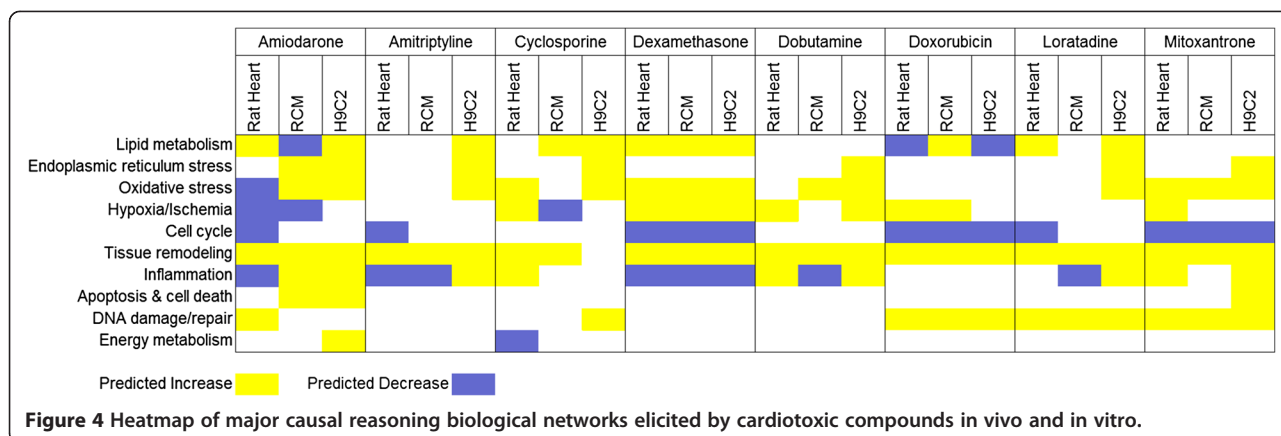 Amiodarone Amitriptyline Cyclosporine Dexamethasone Dobutamine Doxorubicin Loratadine Mitoxantrone
Rat Heart RCM H9C2 Rat Heart RCM H9C2 Rat Heart RCM H9C2 Rat Heart RCM H9C2 Rat Heart RCM H9C2 Rat Heart RCM H9C2 Rat Heart RCM H9C2 Rat Heart RCM H9C2
Lipid metabolism
Endoplasmic reticulum stress
Oxidative stress
Hypoxia/Ischemia
Cell cycle
Tissue remodeling
Inflammation
Apoptosis & cell death
DNA damage/repair
Energy metabolism
Predicted Increase Predicted Decrease
Figure 4 Heatmap of major causal reasoning biological networks elicited by cardiotoxic compounds in vivo and in vitro.